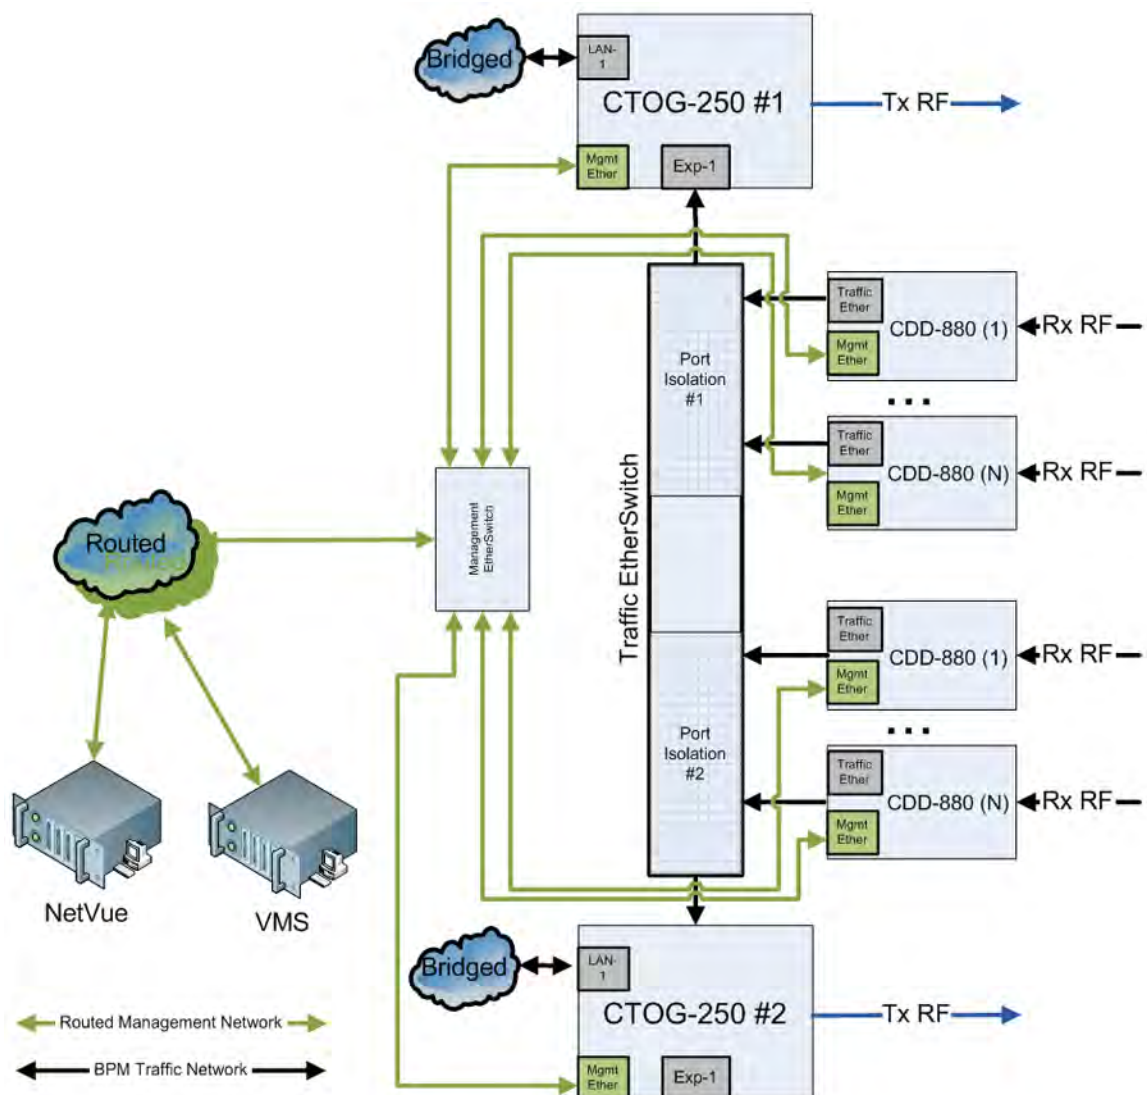 Bridged
LAN-
1
CTOG-250 #1
Tx RF
Mgmt
Ether
Exp-1
Traffic
Ether
CDD-880 (1)
Rx RF
Mgmt
Ether
Port
Isolation
#1
...
Traffic
Ether
CDD-880 (N)
Rx RF
Mgmt
Ether
Traffic EtherSwitch
Management
EtherSwitch
Routed
Traffic
Ether
CDD-880 (1)
Rx RF
Mgmt
Ether
Port
Isolation
#2
...
Traffic
Ether
CDD-880 (N)
Rx RF
Mgmt
Ether
NetVue
VMS
Bridged
LAN-
1
CTOG-250 #2
Tx RF
Mgmt
Ether
Exp-1
Routed Management Network
BPM Traffic Network